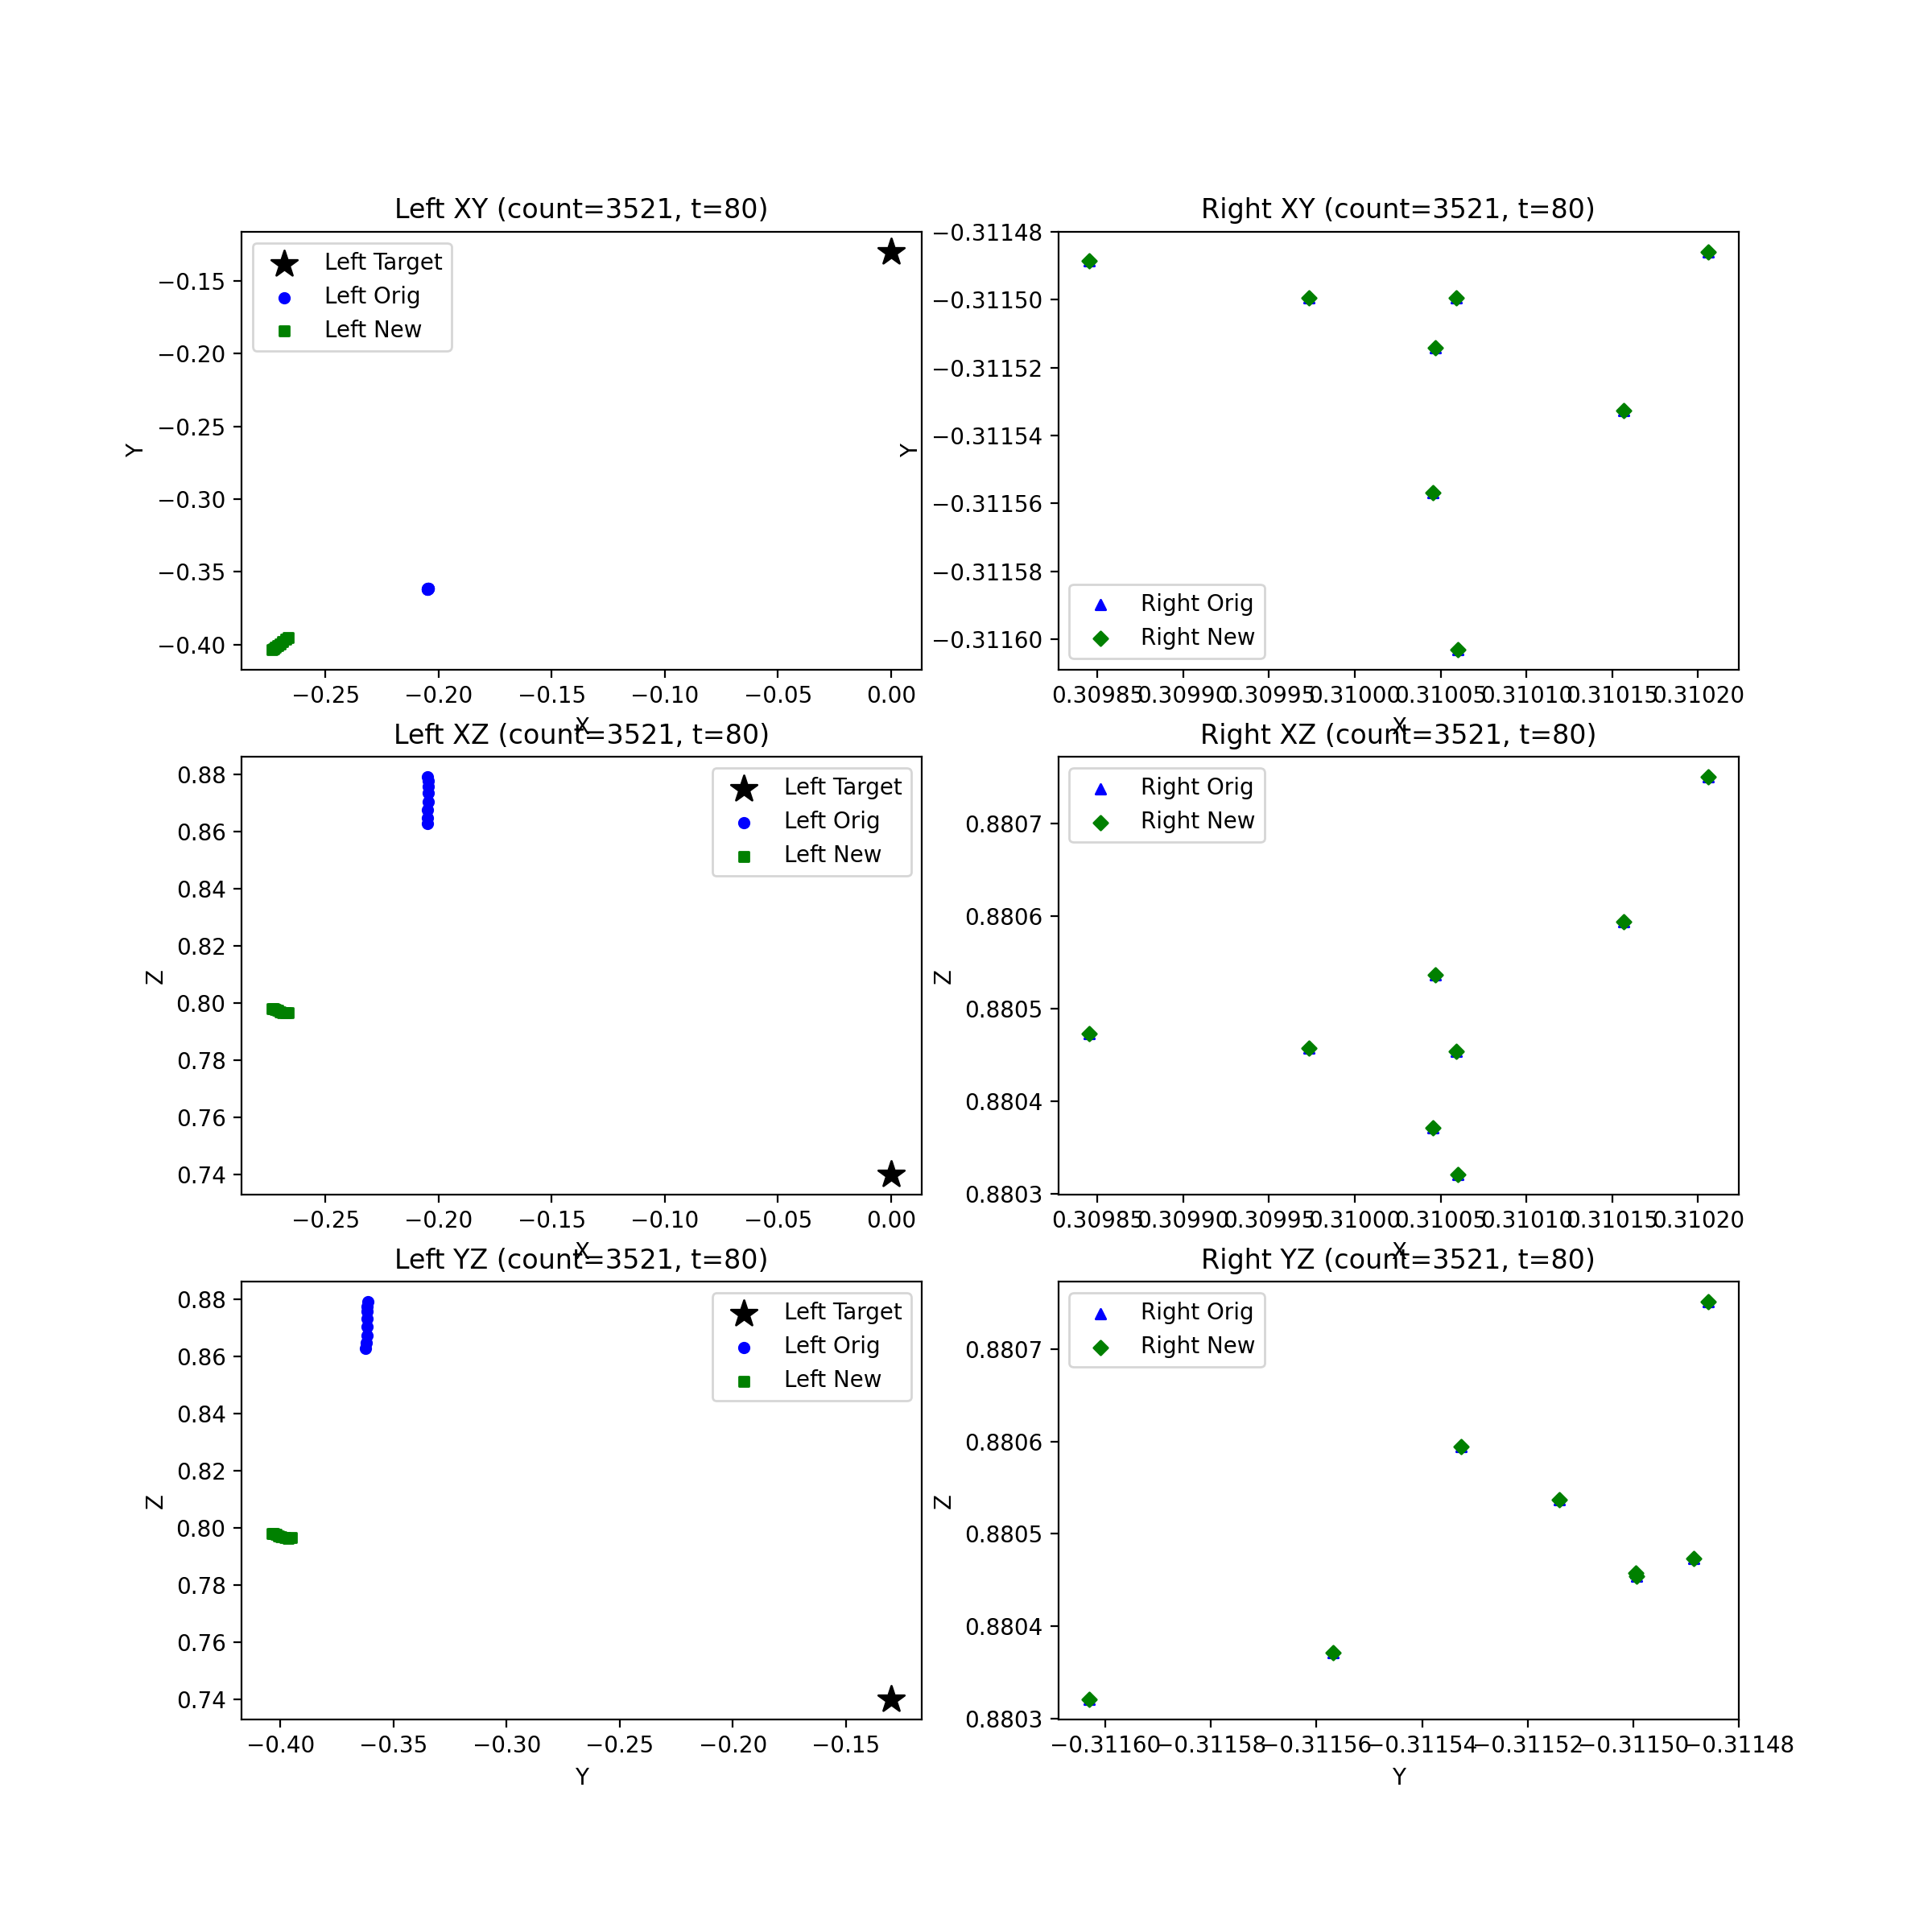 Left XY (count=3521, t=80)
Left Target
Left Orig
Left New
−0.15
−0.20
−0.25
−0.30
−0.35
−0.40
Y
−0.25 −0.20 −0.15 −0.10 −0.05 0.00
X
Right XY (count=3521, t=80)
−0.31148
−0.31150
−0.31152
−0.31154
−0.31156
−0.31158
−0.31160
Y
Right Orig
Right New
0.30985 0.30990 0.30995 0.31000 0.31005 0.31010 0.31015 0.31020
X
Left XZ (count=3521, t=80)
Left Target
Left Orig
Left New
0.88
0.86
0.84
0.82
0.80
0.78
0.76
0.74
Z
−0.25 −0.20 −0.15 −0.10 −0.05 0.00
X
Right XZ (count=3521, t=80)
Right Orig
Right New
0.8807
0.8806
0.8805
0.8804
0.8803
Z
0.30985 0.30990 0.30995 0.31000 0.31005 0.31010 0.31015 0.31020
X
Left YZ (count=3521, t=80)
Left Target
Left Orig
Left New
0.88
0.86
0.84
0.82
0.80
0.78
0.76
0.74
Z
−0.40 −0.35 −0.30 −0.25 −0.20 −0.15
Y
Right YZ (count=3521, t=80)
Right Orig
Right New
0.8807
0.8806
0.8805
0.8804
0.8803
Z
−0.31160 −0.31158 −0.31156 −0.31154 −0.31152 −0.31150 −0.31148
Y